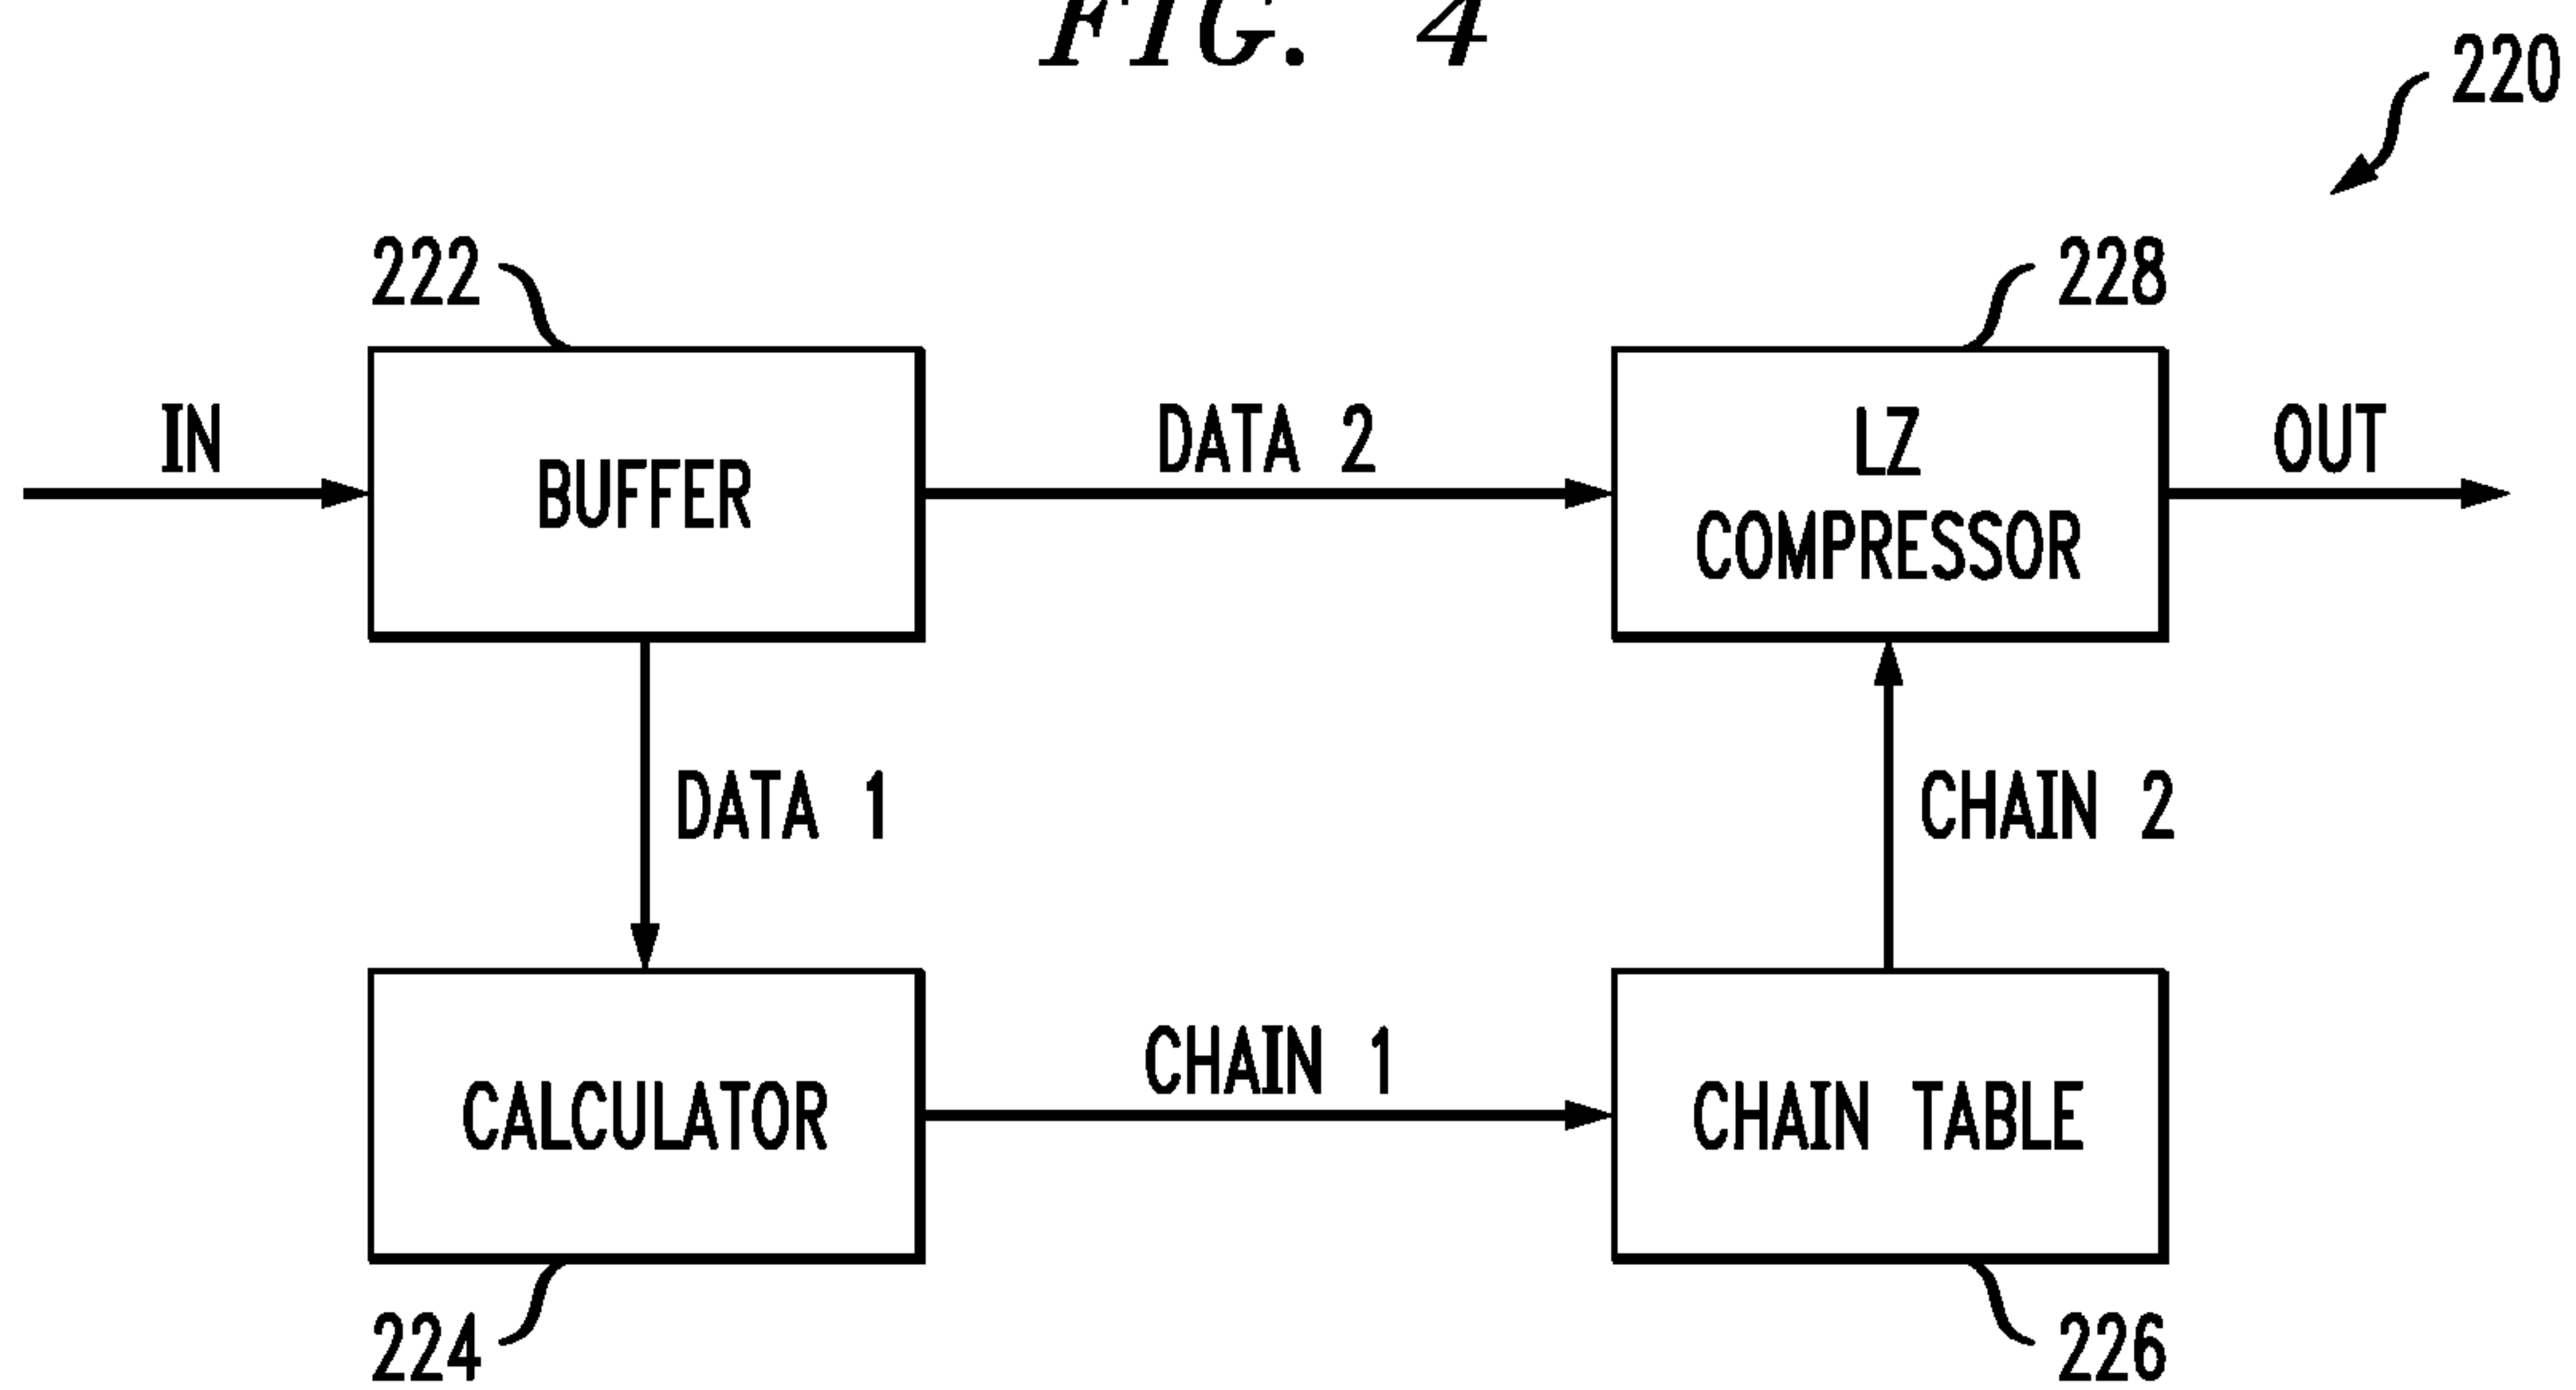 FIG. 4
220
222
228
IN
BUFFER
DATA 2
LZ
COMPRESSOR
OUT
DATA 1
CHAIN 2
CALCULATOR
CHAIN 1
CHAIN TABLE
224
226